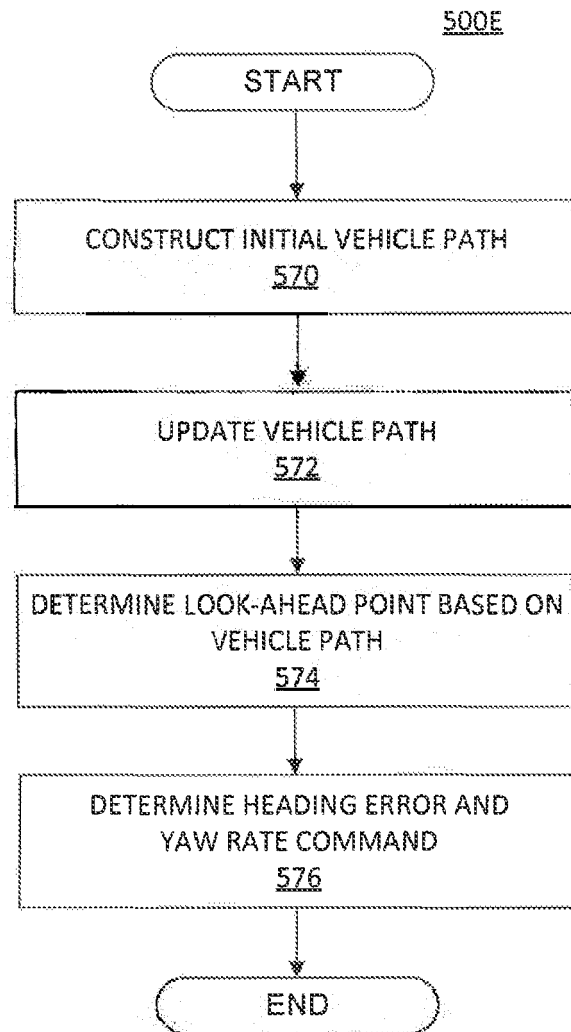 500E
START
CONSTRUCT INITIAL VEHICLE PATH
570
UPDATE VEHICLE PATH
572
DETERMINE LOOK-AHEAD POINT BASED ON
VEHICLE PATH
574
DETERMINE HEADING ERROR AND
YAW RATE COMMAND
576
END